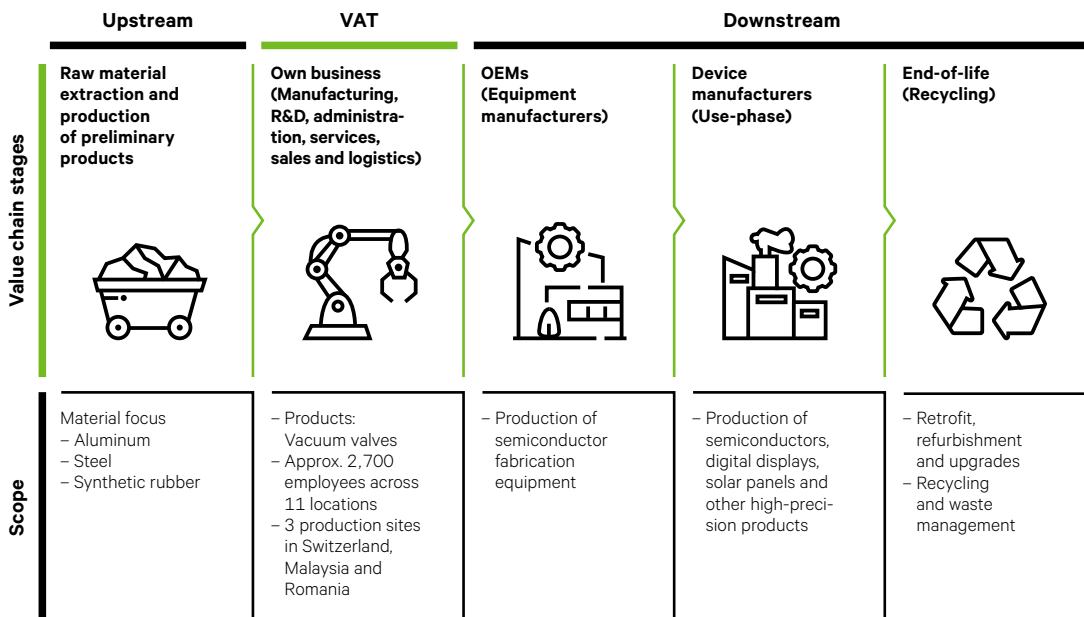 Upstream
VAT
Downstream
Value chain stages
Raw material
extraction and
production
of preliminary
products
Own business
(Manufacturing,
R&D, administra-
tion, services,
sales and logistics)
OEMs
(Equipment
manufacturers)
Device
manufacturers
(Use-phase)
End-of-life
(Recycling)
Scope
Material focus
– Aluminum
– Steel
– Synthetic rubber
– Products:
Vacuum valves
– Approx. 2,700
employees across
11 locations
– 3 production sites
in Switzerland,
Malaysia and
Romania
– Production of
semiconductor
fabrication
equipment
– Production of
semiconductors,
digital displays,
solar panels and
other high-preci-
sion products
– Retrofit,
refurbishment
and upgrades
– Recycling
and waste
management